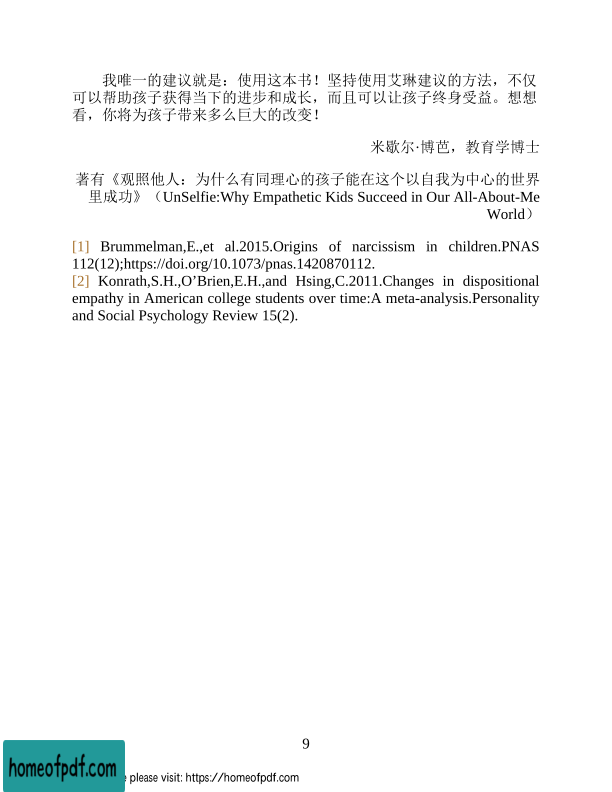 我唯一的建议就是：使用这本书！坚持使用艾琳建议的方法，不仅
可以帮助孩子获得当下的进步和成长，而且可以让孩子终身受益。想想
看，你将为孩子带来多么巨大的改变！
米歇尔·博芭，教育学博士
著有《观照他人：为什么有同理心的孩子能在这个以自我为中心的世界
里成功》（UnSelfie:Why Empathetic Kids Succeed in Our All-About-Me
World）
[1] Brummelman,E.,et al.2015.Origins of narcissism in children.PNAS
112(12);https://doi.org/10.1073/pnas.1420870112.
[2] Konrath,S.H.,O’Brien,E.H.,and Hsing,C.2011.Changes in dispositional
empathy in American college students over time:A meta-analysis.Personality
and Social Psychology Review 15(2).
9
homeofpdf.com
please visit: https://homeofpdf.com